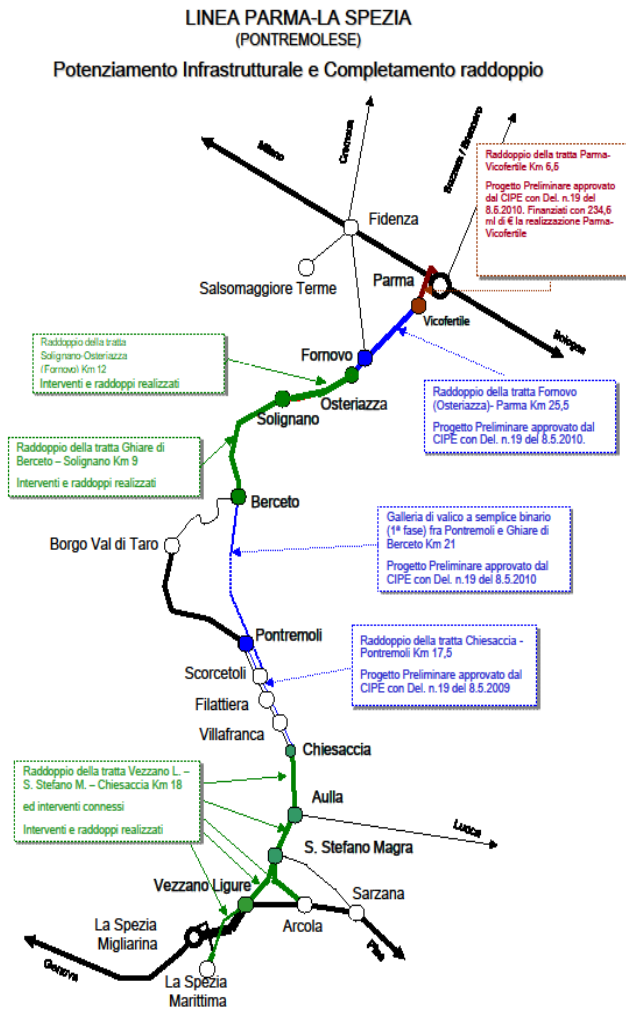 LINEA PARMA-LA SPEZIA
(PONTREMOLESE)
Potenziamento Infrastrutturale e Completamento raddoppio
Milano
Cremona
Bozzano / Brennero
Raddoppio della tratta Parma-
Vicofertile Km 6,5
Progetto Preliminare approvato
dal CIPE con Del. n.19 del
8.5.2010. Finanziati con 234,6
ml di € la realizzazione Parma-
Vicofertile
Fidenza
Salsomaggiore Terme
Parma
Vicofertile
Bologna
Raddoppio della tratta
Solignano-Osteriazza
(Fornovo) Km 12
Interventi e raddoppi realizzati
Fornovo
Osteriazza
Solignano
Raddoppio della tratta Fornovo
(Osteriazza)- Parma Km 25,5
Progetto Preliminare approvato dal
CIPE con Del. n.19 del 8.5.2010.
Raddoppio della tratta Ghiare di
Berceto – Solignano Km 9
Interventi e raddoppi realizzati
Berceto
Borgo Val di Taro
Galleria di valico a semplice binario
(1ª fase) fra Pontremoli e Ghiare di
Berceto Km 21
Progetto Preliminare approvato dal
CIPE con Del. n.19 del 8.5.2010
Pontremoli
Scorcetoli
Filattiera
Villafranca
Chiesaccia
Raddoppio della tratta Chiesaccia -
Pontremoli Km 17,5
Progetto Preliminare approvato dal
CIPE con Del. n.19 del 8.5.2009
Raddoppio della tratta Vezzano L. –
S. Stefano M. – Chiesaccia Km 18
ed interventi connessi
Interventi e raddoppi realizzati
Aulla
Lucca
S. Stefano Magra
Vezzano Ligure
Sarzana
Arcola
La Spezia
Migliarina
Pisa
Genova
La Spezia
Marittima